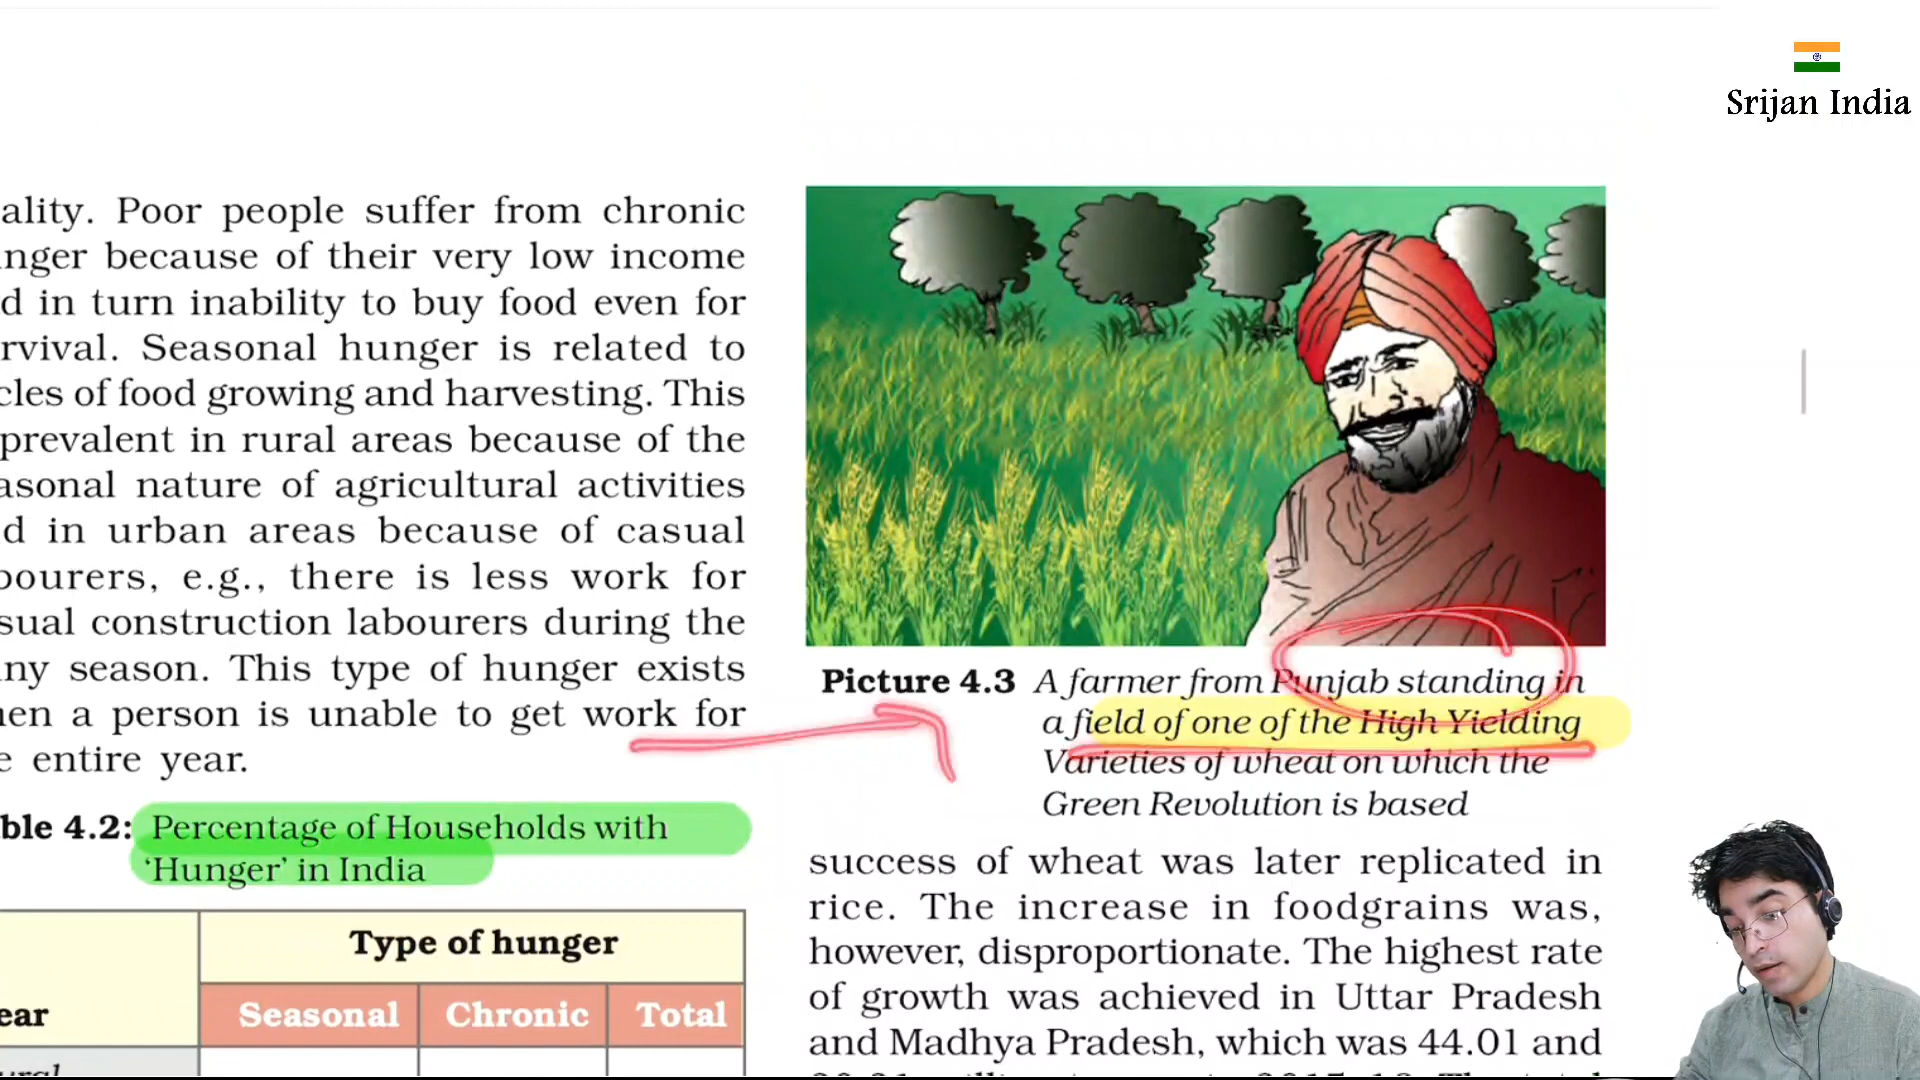 Srijan India
ality. Poor people suffer from chronic
nger because of their very low income
d in turn inability to buy food even for
rvival. Seasonal hunger is related to
cles of food growing and harvesting. This
prevalent in rural areas because of the
asonal nature of agricultural activities
d in urban areas because of casual
bourers, e.g., there is less work for
sual construction labourers during the
ny season. This type of hunger exists
en a person is unable to get work for
e entire year.
ble 4.2: Percentage of Households with
‘Hunger’ in India
Type of hunger
ear
Seasonal Chronic Total
ural
Picture 4.3 A farmer from Punjab standing in
a field of one of the High Yielding
Varieties of wheat on which the
Green Revolution is based
success of wheat was later replicated in
rice. The increase in foodgrains was,
however, disproportionate. The highest rate
of growth was achieved in Uttar Pradesh
and Madhya Pradesh, which was 44.01 and